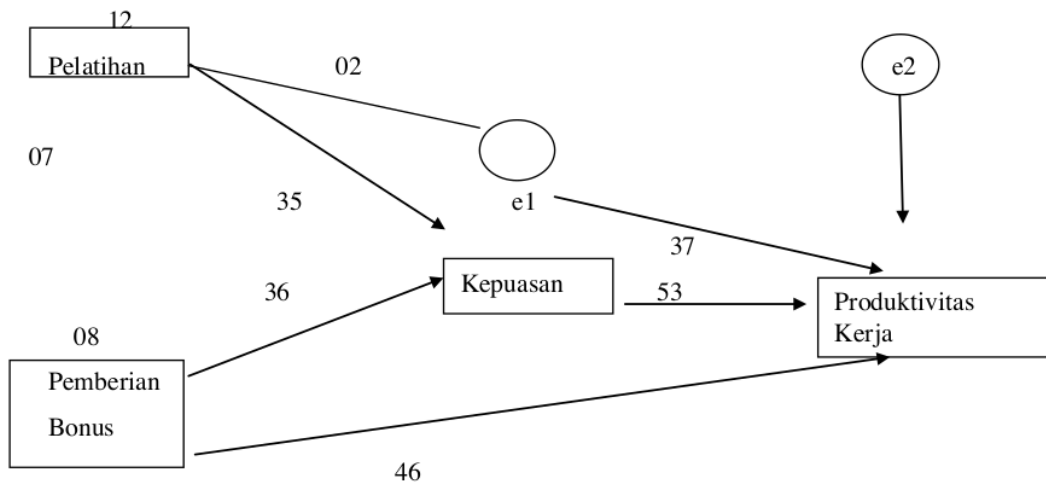 12
Pelatihan
02
e2
07
35
e1
37
36
Kepuasan
53
Produktivitas
Kerja
08
Pemberian
Bonus
46